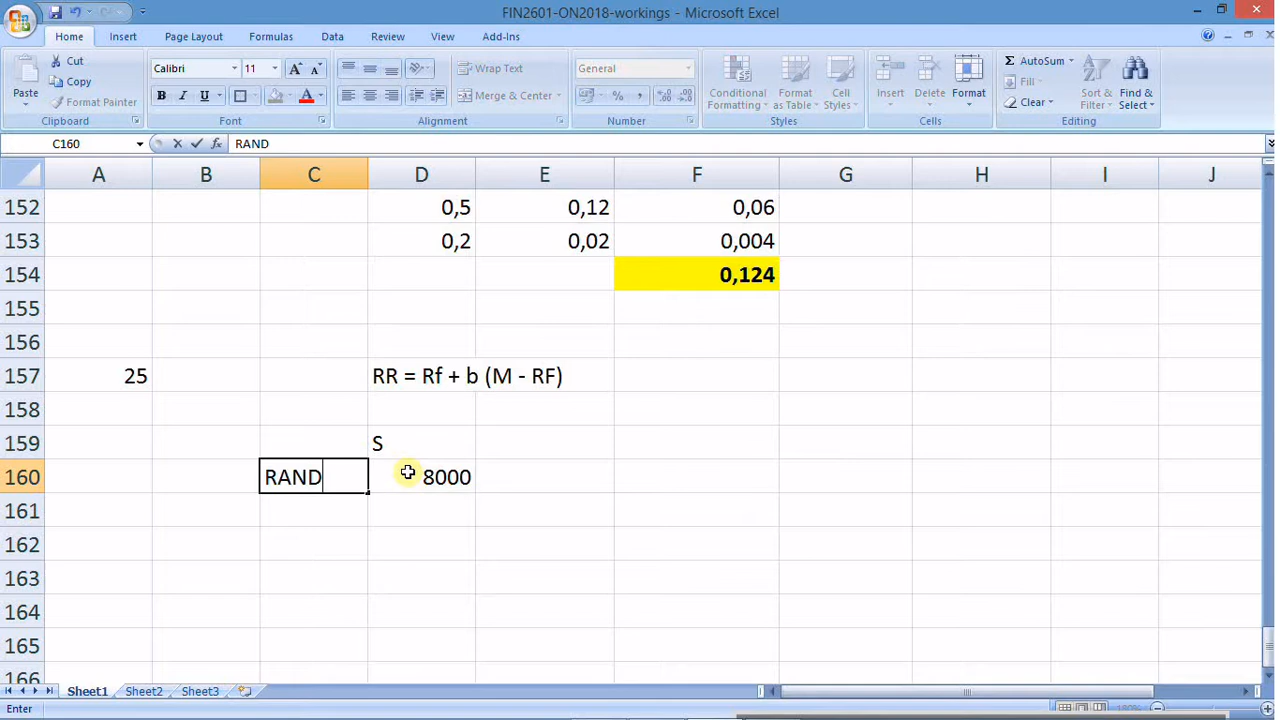 FIN2601-ON2018-workings - Microsoft Excel
Home Insert Page Layout Formulas Data Review View Add-Ins
Paste
Cut
Copy
Format Painter
Clipboard
Calibri 11
B I U
Font
Wrap Text
Merge & Center
Alignment
General
% ,
Number
Conditional Formatting
Format as Table
Cell Styles
Styles
Insert Delete Format
Cells
AutoSum
Fill
Clear
Sort & Filter
Find & Select
Editing
C160 fx RAND
A B C D E F G H I J
152 0,5 0,12 0,06
153 0,2 0,02 0,004
154 0,124
155
156
157 25 RR = Rf + b (M - RF)
158
159 S
160 RAND 8000
161
162
163
164
165
166
Sheet1 Sheet2 Sheet3
Enter 180%